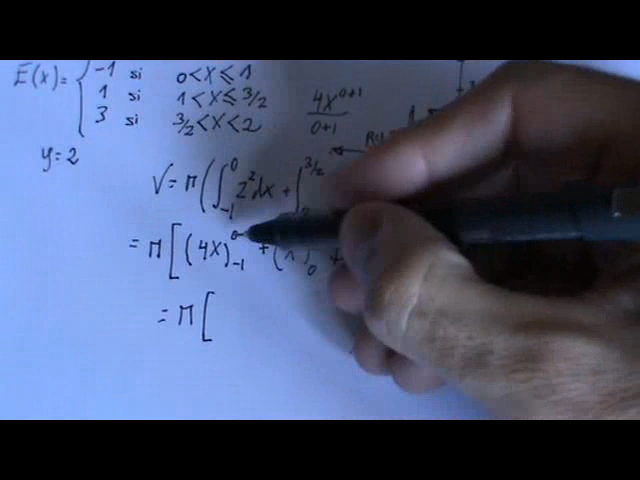 E(x)= { -1 si 0<x≤1
1 si 1<x≤3/2
3 si 3/2<x<2
4x^{0+1}/0+1
y=2
V=π(∫_{-1}^{0} 2² dx + ∫^{3/2}
=π[(4x)_{-1}^{0} + ( )_{0} +
=π[